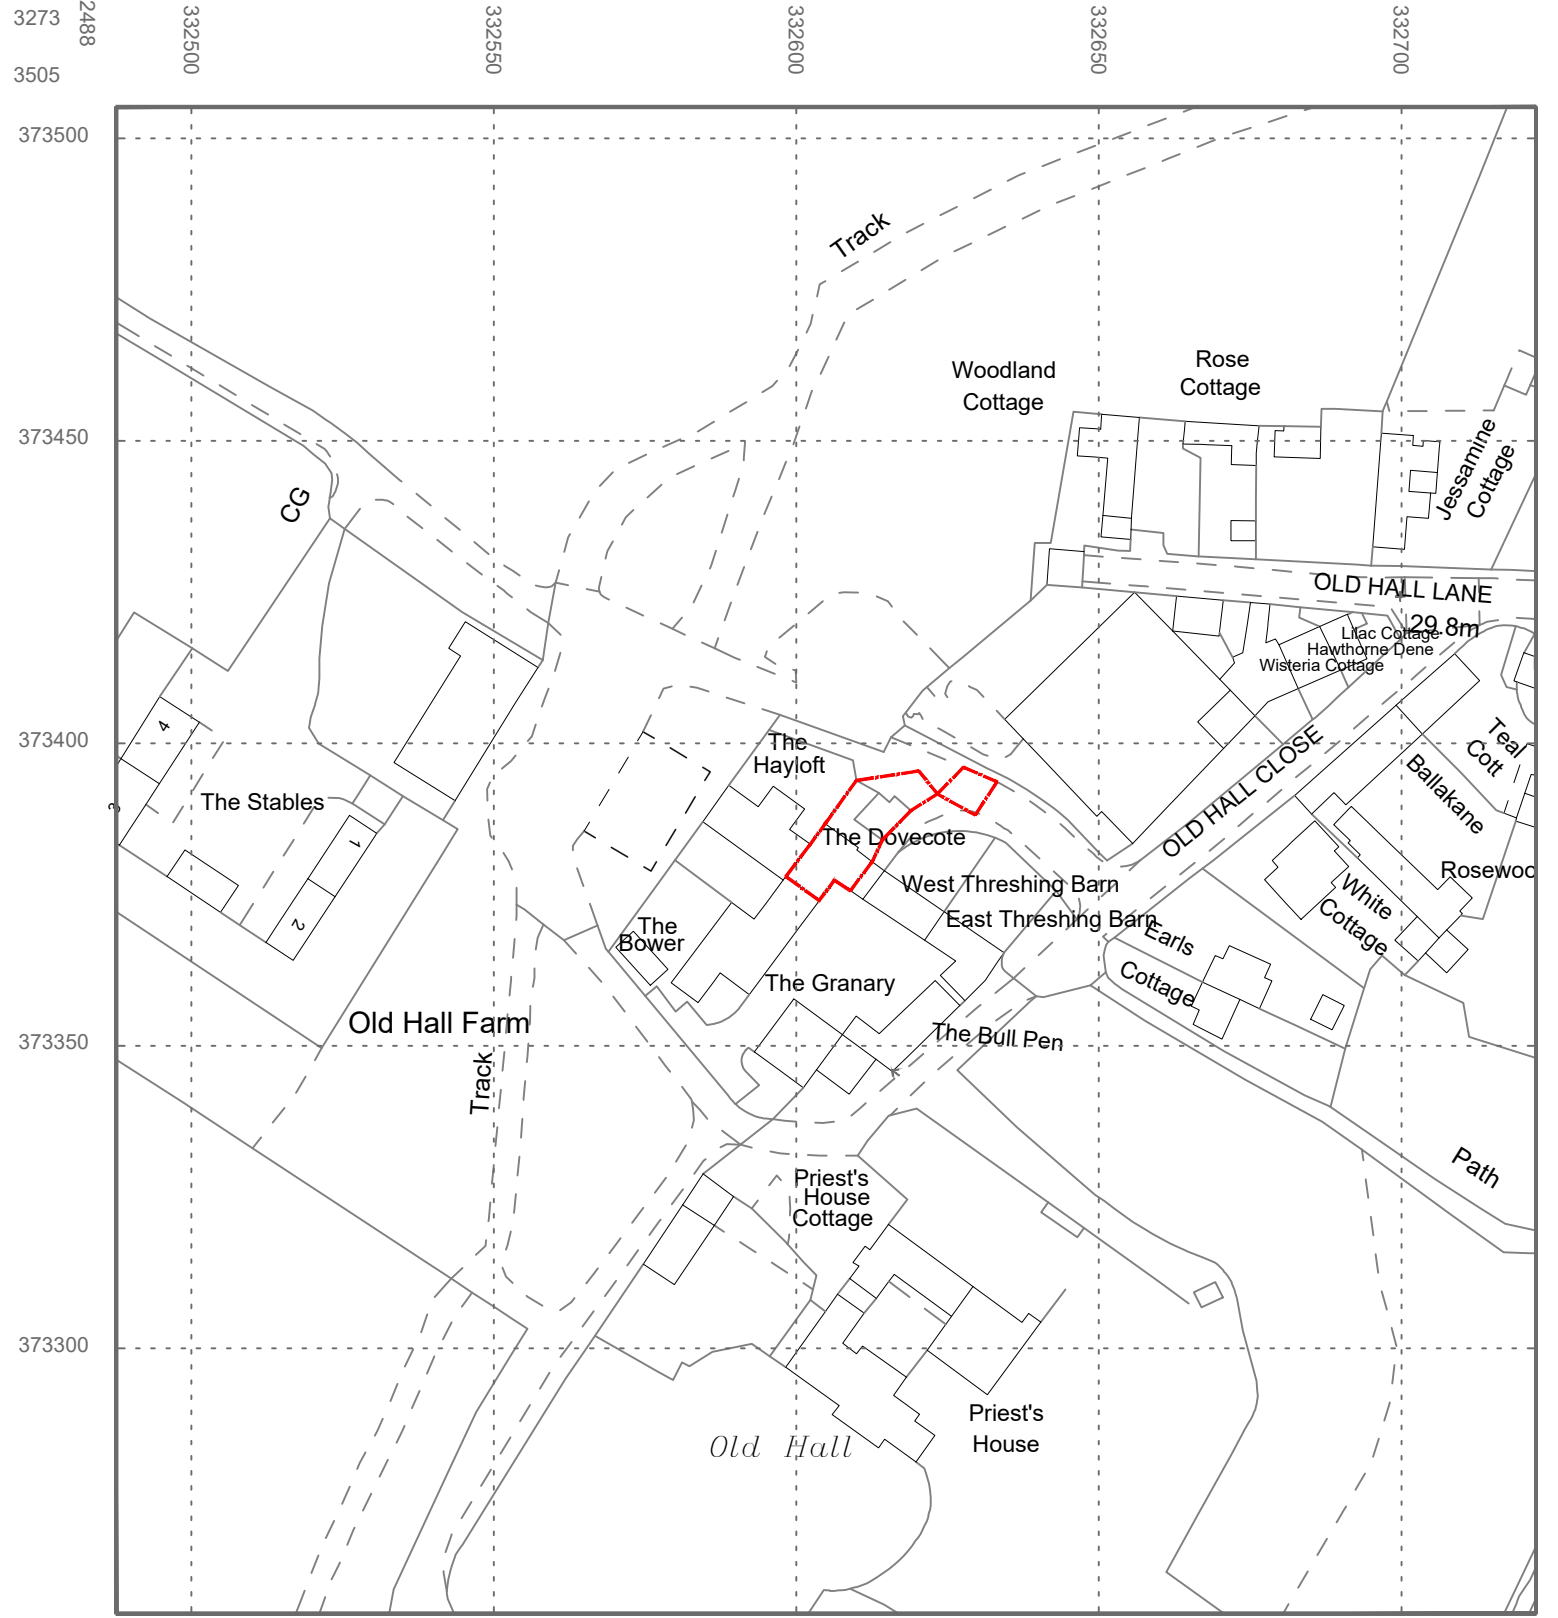 3273
2488
3505
332500
332550
332600
332650
332700
373500
373450
373400
373350
373300
Track
Woodland
Cottage
Rose
Cottage
Jessamine
Cottage
CG
OLD HALL LANE
29.8m
Lilac Cottage
Hawthorne Dene
Wisteria Cottage
OLD HALL CLOSE
Teal
Cott
Ballakane
Rosewoo
White
Cottage
The
Hayloft
The Stables
4
3
1
2
The Dovecote
West Threshing Barn
East Threshing Barn
The
Bower
The Granary
Earls
Cottage
Old Hall Farm
The Bull Pen
Track
Path
Priest's
House
Cottage
Priest's
House
Old Hall